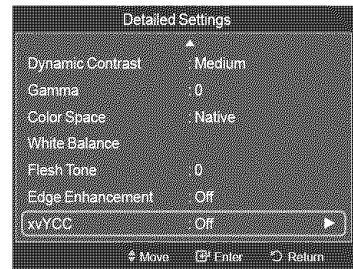 Detailed Settings
Dynamic Contrast : Medium
Gamma : 0
Color Space : Native
White Balance
Flesh Tone : 0
Edge Enhancement : Off
xvYCC : Off
Move Enter Return